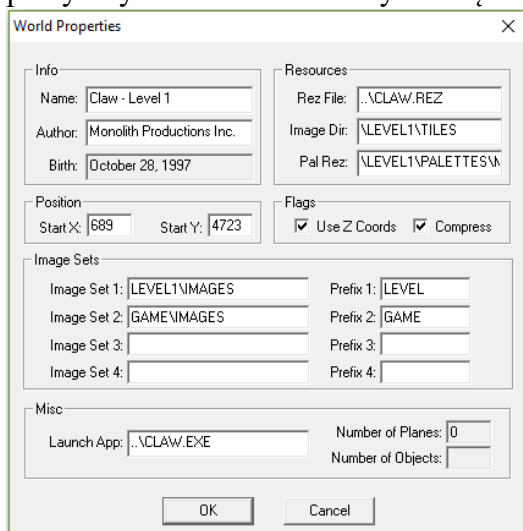 World Properties
Info
Name: Claw - Level 1
Author: Monolith Productions Inc.
Birth: October 28, 1997
Resources
Rez File: ..\CLAW.REZ
Image Dir: \LEVEL1\TILES
Pal Rez: \LEVEL1\PALETTES\
Position
Start X: 689 Start Y: 4723
Flags
Use Z Coords Compress
Image Sets
Image Set 1: LEVEL1\IMAGES Prefix 1: LEVEL
Image Set 2: GAME\IMAGES Prefix 2: GAME
Image Set 3: Prefix 3:
Image Set 4: Prefix 4:
Misc
Launch App: ..\CLAW.EXE
Number of Planes: 0
Number of Objects:
OK Cancel